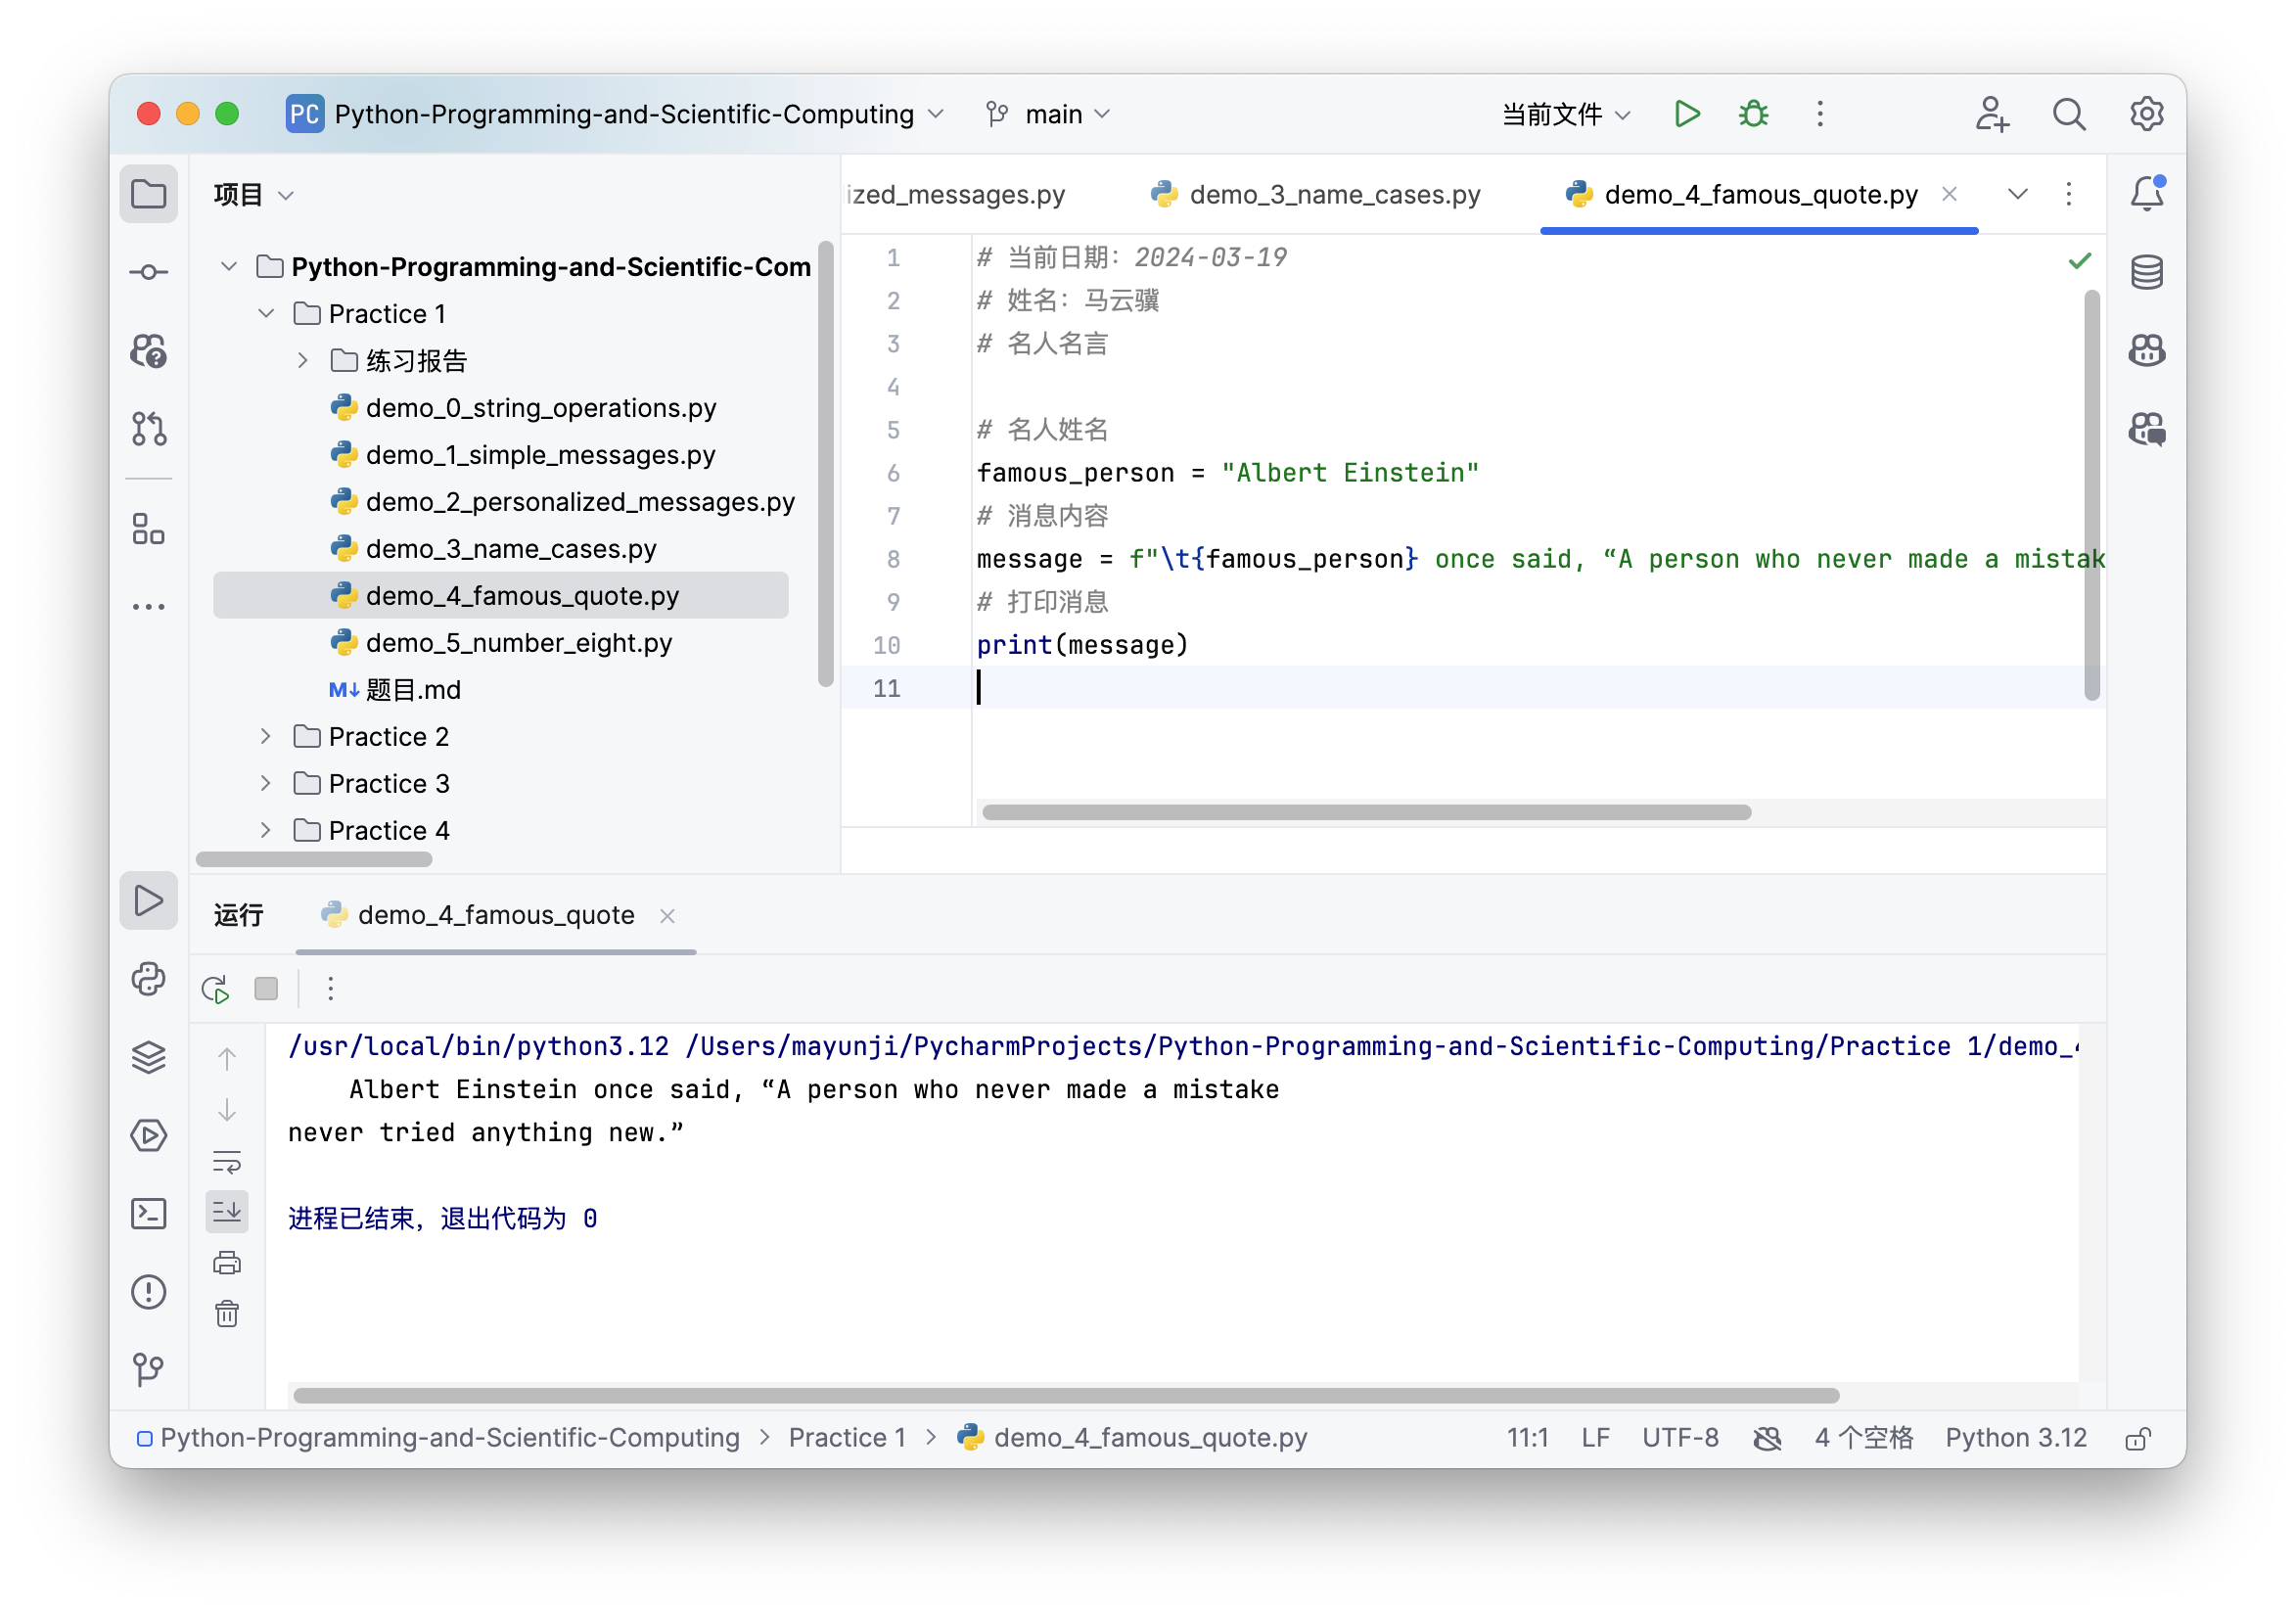 PC Python-Programming-and-Scientific-Computing main 当前文件
项目
Python-Programming-and-Scientific-Com
Practice 1
练习报告
demo_0_string_operations.py
demo_1_simple_messages.py
demo_2_personalized_messages.py
demo_3_name_cases.py
demo_4_famous_quote.py
demo_5_number_eight.py
M↓ 题目.md
Practice 2
Practice 3
Practice 4
ized_messages.py demo_3_name_cases.py demo_4_famous_quote.py
1 # 当前日期：2024-03-19
2 # 姓名：马云骥
3 # 名人名言
4
5 # 名人姓名
6 famous_person = "Albert Einstein"
7 # 消息内容
8 message = f"\t{famous_person} once said, “A person who never made a mistak
9 # 打印消息
10 print(message)
11
运行 demo_4_famous_quote
/usr/local/bin/python3.12 /Users/mayunji/PycharmProjects/Python-Programming-and-Scientific-Computing/Practice 1/demo_4
Albert Einstein once said, “A person who never made a mistake
never tried anything new.”
进程已结束，退出代码为 0
Python-Programming-and-Scientific-Computing > Practice 1 > demo_4_famous_quote.py 11:1 LF UTF-8 4 个空格 Python 3.12